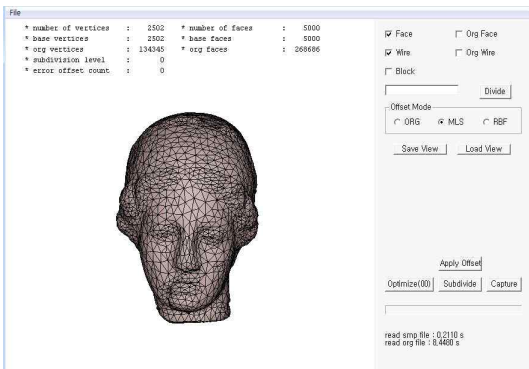 File
* number of vertices : 2502 * number of faces : 5000
* base vertices : 2502 * base faces : 5000
* org vertices : 134345 * org faces : 268686
* subdivision level : 0
* error offset count : 0
Face Org Face
Wire Org Wire
Block
Divide
Offset Mode
ORG MLS RBF
Save View Load View
Apply Offset
Optimize(00) Subdivide Capture
read smp file : 0.2110 s
read org file : 8.4480 s